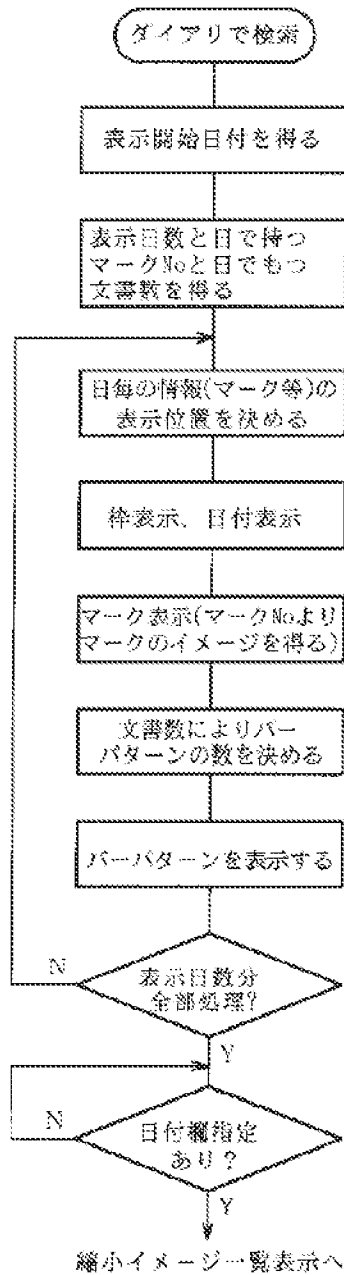 ダイアリで検索
表示開始日付を得る
表示日数と日で持つ
マークNoと日でもつ
文書数を得る
日毎の情報(マーク等)の
表示位置を決める
枠表示、日付表示
マーク表示(マークNoより
マークのイメージを得る)
文書数によりバー
パターンの数を決める
バーパターンを表示する
表示日数分
全部処理?
N
Y
日付欄指定
あり?
N
Y
縮小イメージ一覧表示へ